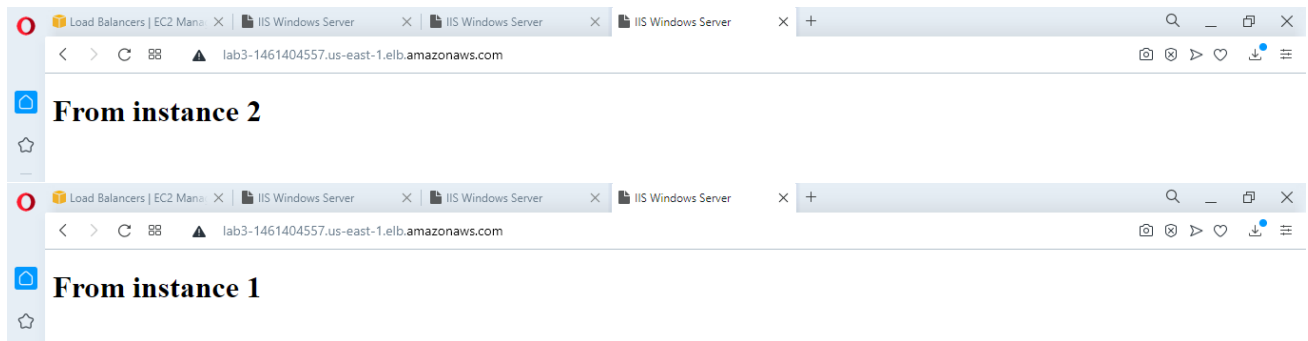 Load Balancers | EC2 Mana IIS Windows Server IIS Windows Server IIS Windows Server
lab3-1461404557.us-east-1.elb.amazonaws.com
From instance 2
Load Balancers | EC2 Mana IIS Windows Server IIS Windows Server IIS Windows Server
lab3-1461404557.us-east-1.elb.amazonaws.com
From instance 1